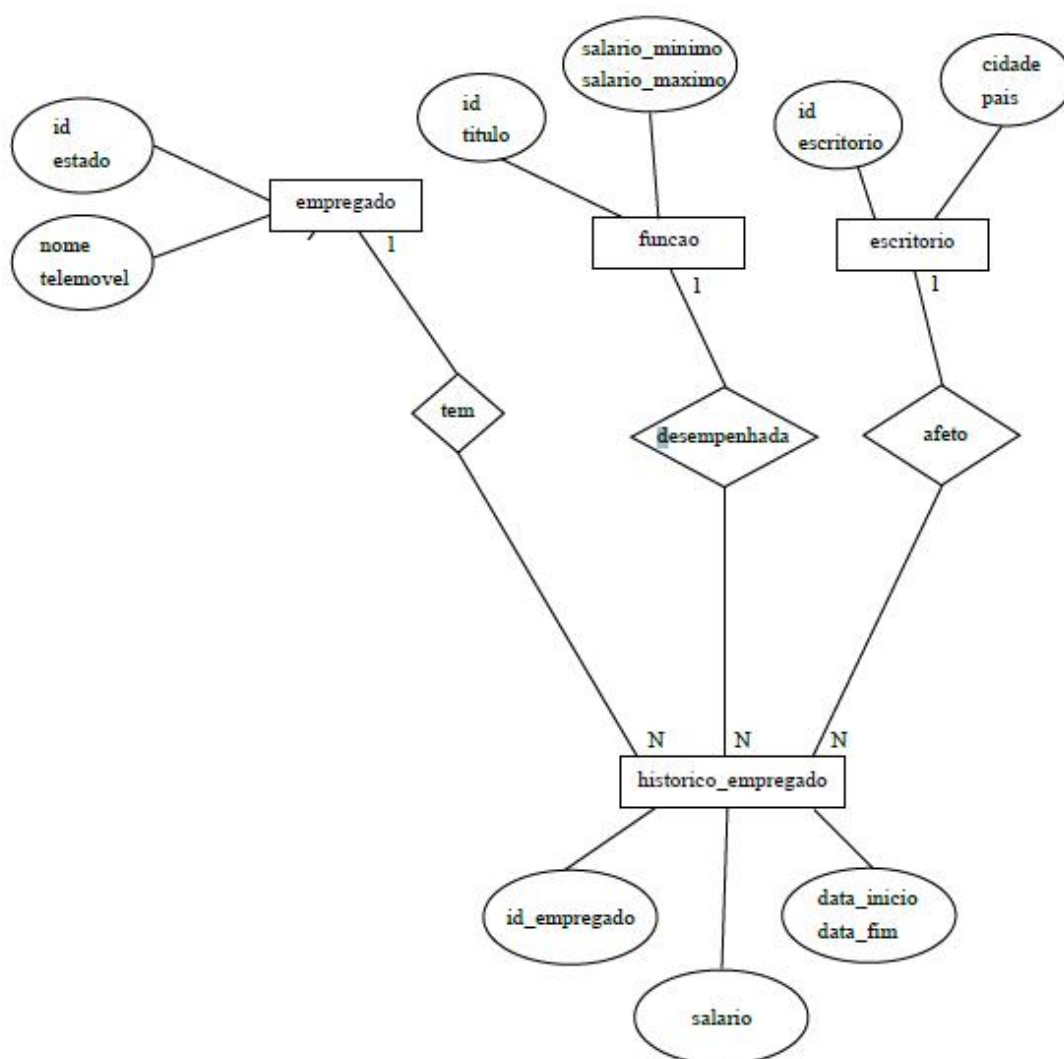 salario_minimo
salario_maximo
cidade
pais
id
titulo
id
escritorio
id
estado
empregado
funcao
escritorio
nome
telemovel
1
1
1
tem
desempenhada
afeto
N
N
N
historico_empregado
id_empregado
data_inicio
data_fim
salario